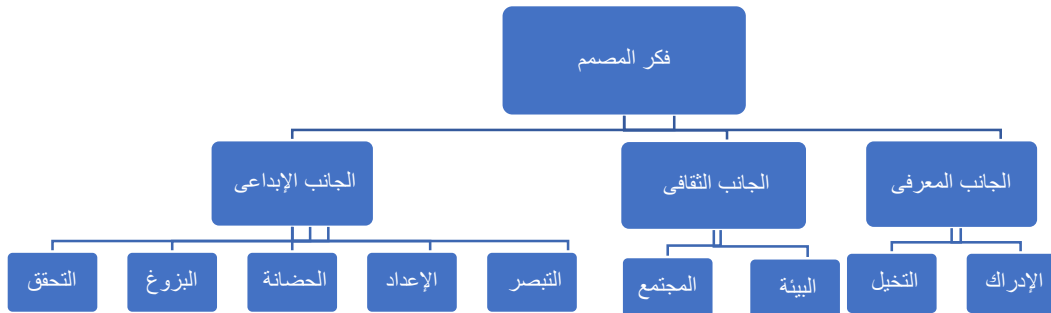 فكر المصمم
الجانب المعرفى
الجانب الثقافى
الجانب الإبداعى
الإدراك
التخيل
البيئة
المجتمع
التبصر
الإعداد
الحضانة
البزوغ
التحقق